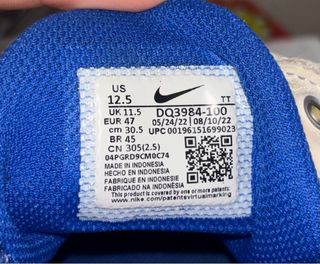 US
12.5
TT
UK 11.5
DQ3984-100
EUR 47
05/24/22 08/10/22
cm 30.5
UPC 00196151699023
BR 45
CN 305(2.5)
04PGRD9CM0C74
MADE IN INDONESIA
HECHO EN INDONESIA
FABRIQUE EN INDONESIE
FABRICADO NA INDONESIA
This product is covered by one or more patents. See
www.nike.com/patentsvirtualmarking